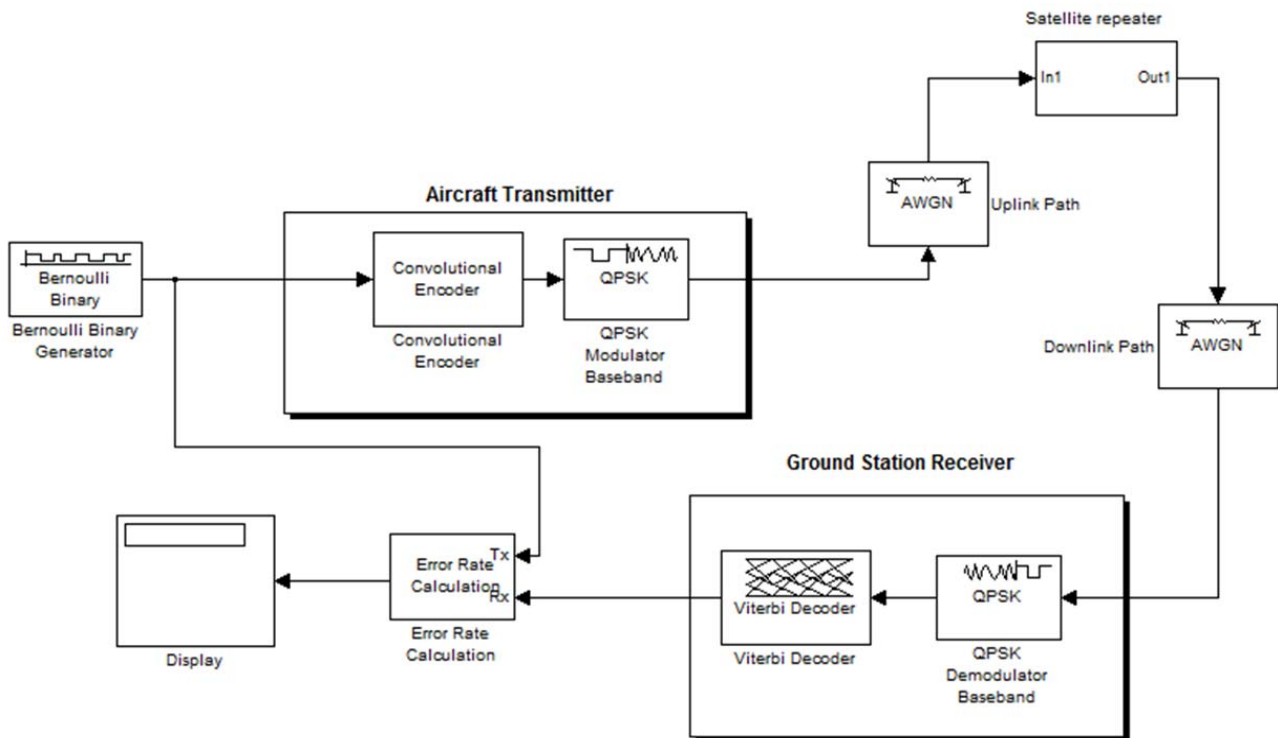 Satellite repeater
In1
Out1
AWGN
Uplink Path
Aircraft Transmitter
Bernoulli
Binary
Bernoulli Binary
Generator
Convolutional
Encoder
Convolutional
Encoder
QPSK
QPSK
Modulator
Baseband
Downlink Path
AWGN
Ground Station Receiver
Display
Error Rate
Calculation
Tx
Rx
Error Rate
Calculation
Viterbi Decoder
Viterbi Decoder
QPSK
QPSK
Demodulator
Baseband